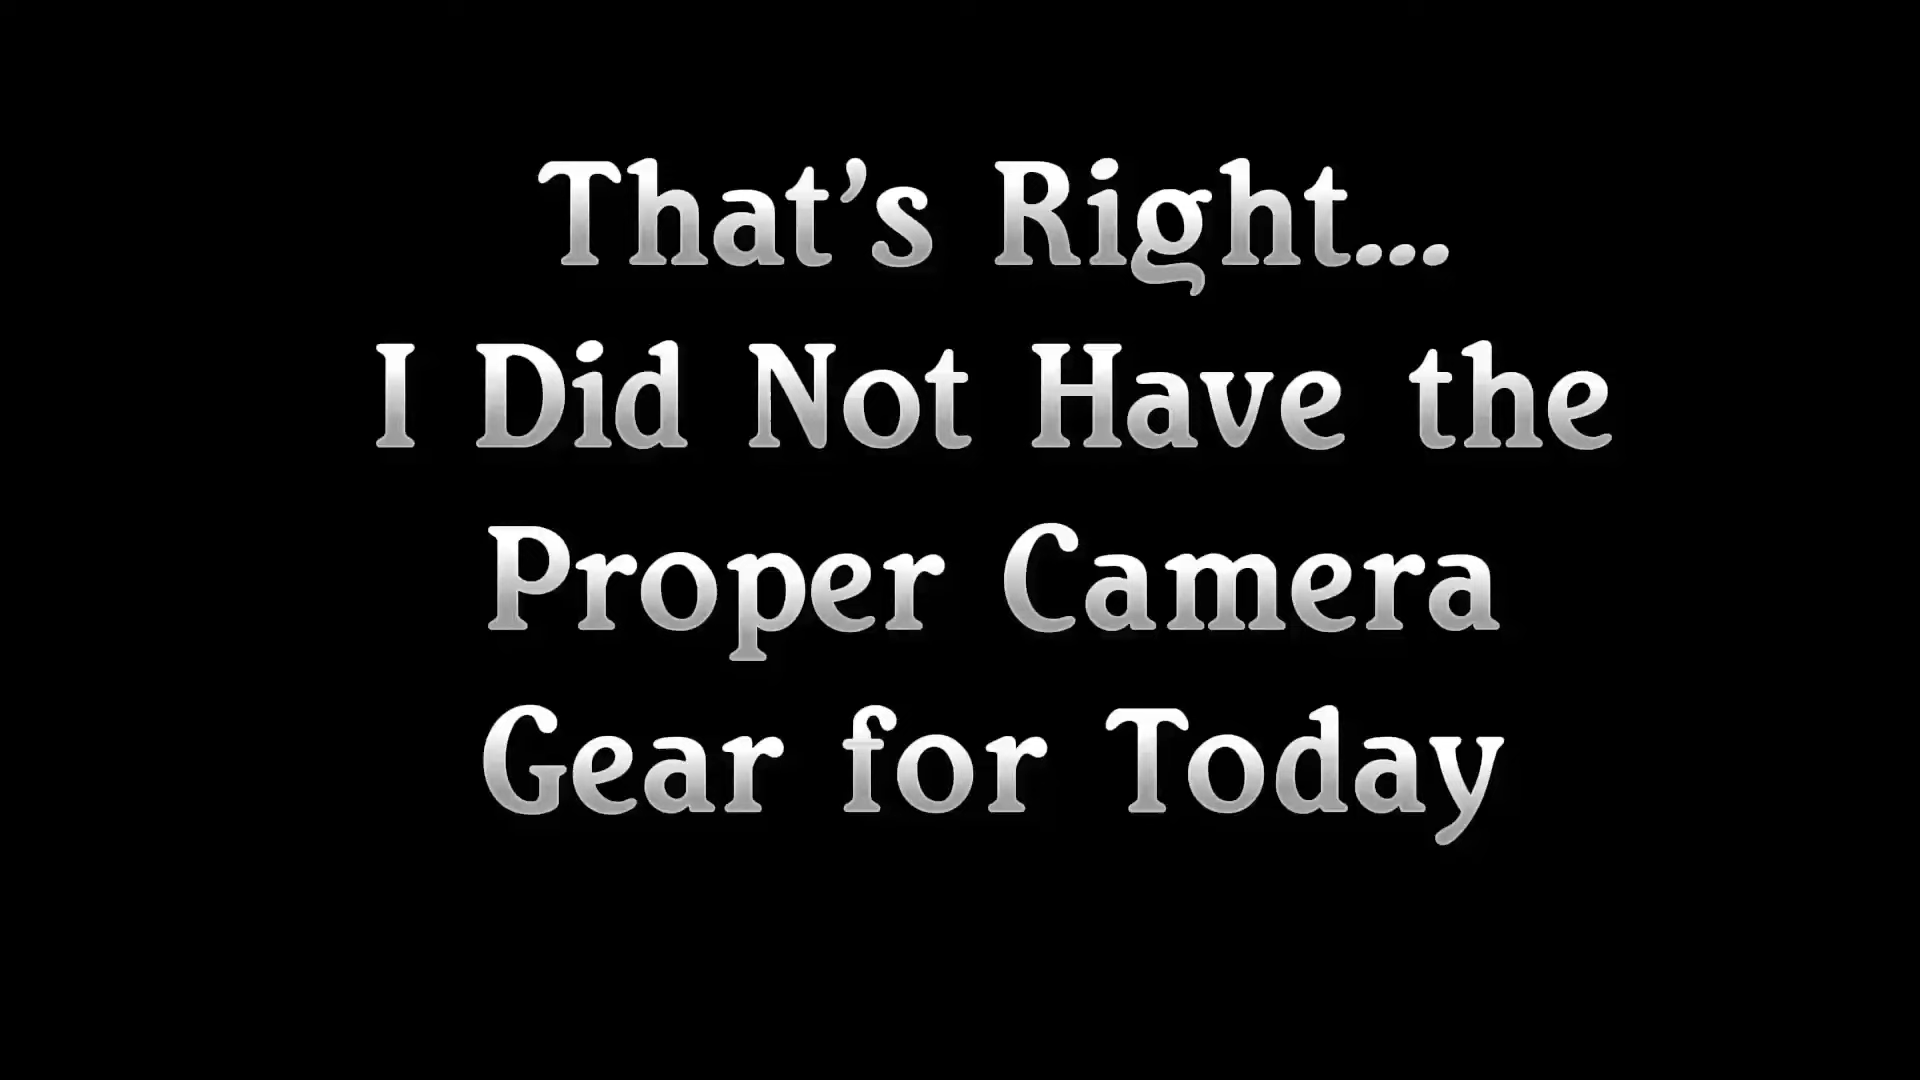 That's Right...
I Did Not Have the
Proper Camera
Gear for Today